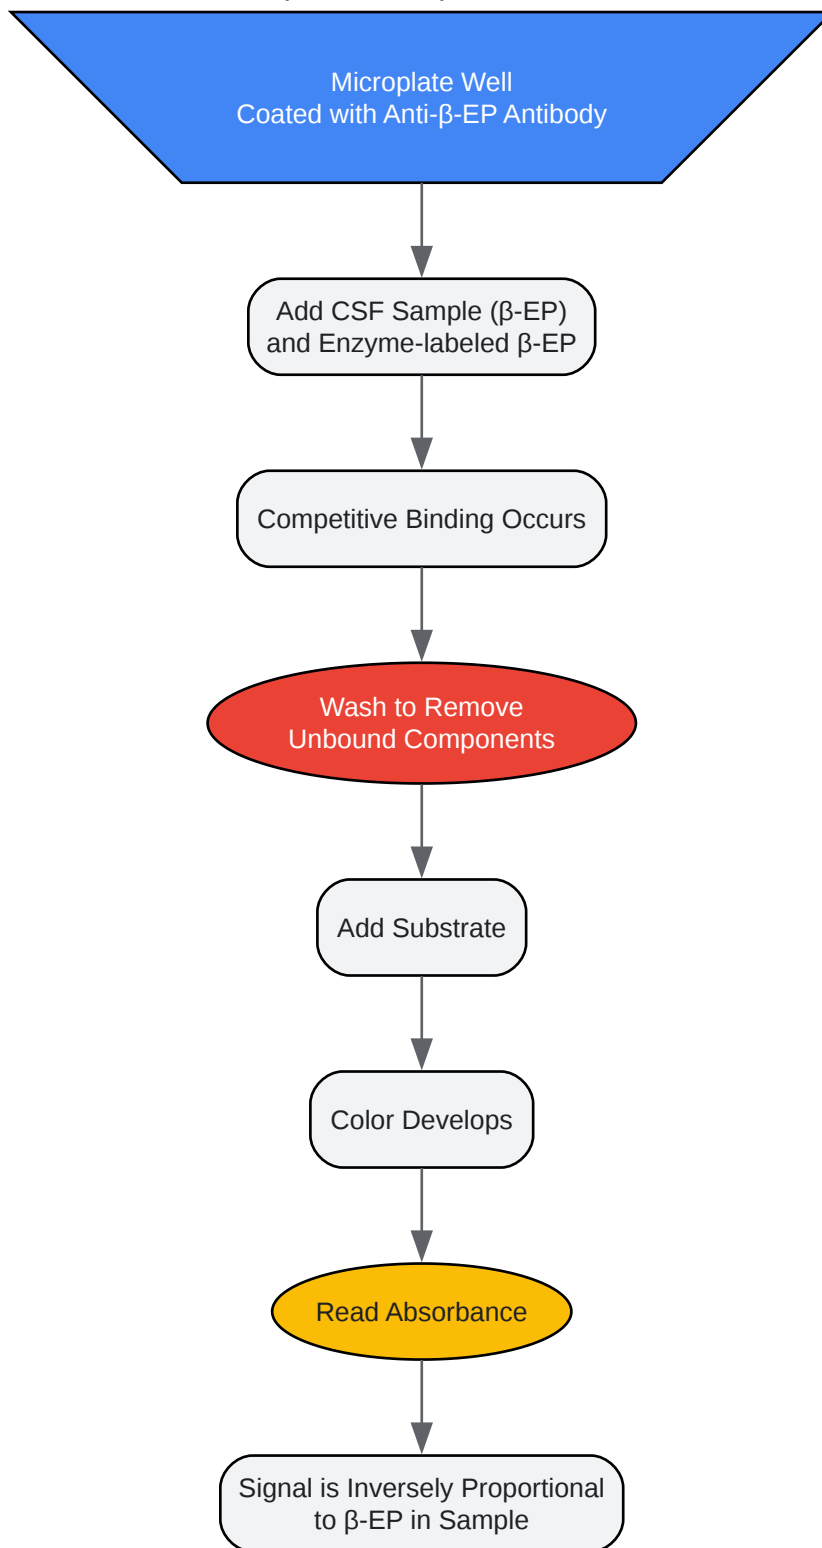 Microplate Well
Coated with Anti-β-EP Antibody
Add CSF Sample (β-EP)
and Enzyme-labeled β-EP
Competitive Binding Occurs
Wash to Remove
Unbound Components
Add Substrate
Color Develops
Read Absorbance
Signal is Inversely Proportional
to β-EP in Sample